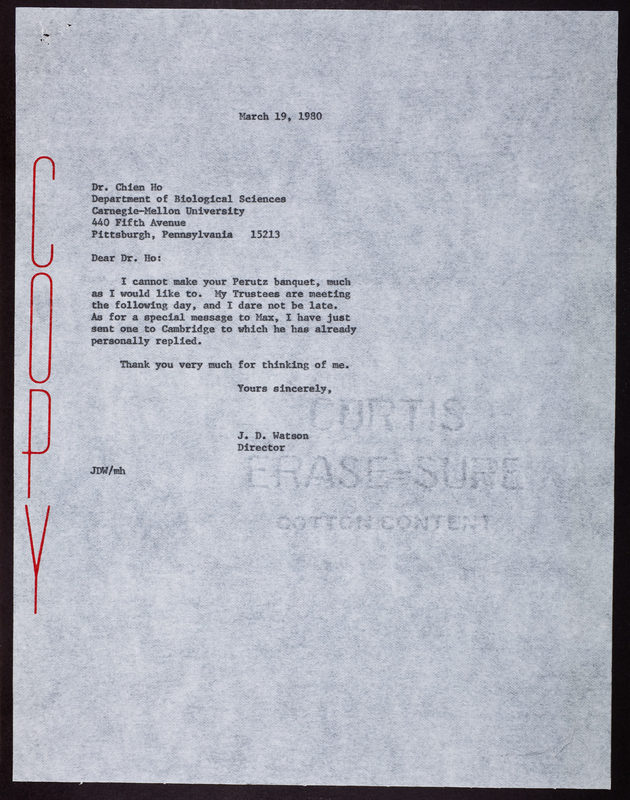 March 19, 1980
Dr. Chien Ho
Department of Biological Sciences
Carnegie-Mellon University
440 Fifth Avenue
Pittsburgh, Pennsylvania 15213
Dear Dr. Ho:
I cannot make your Perutz banquet, much
as I would like to. My Trustees are meeting
the following day, and I dare not be late.
As for a special message to Max, I have just
sent one to Cambridge to which he has already
personally replied.
Thank you very much for thinking of me.
Yours sincerely,
J. D. Watson
Director
JDW/mh
COPY
CURTIS
ERASE-SURE
COTTON CONTENT